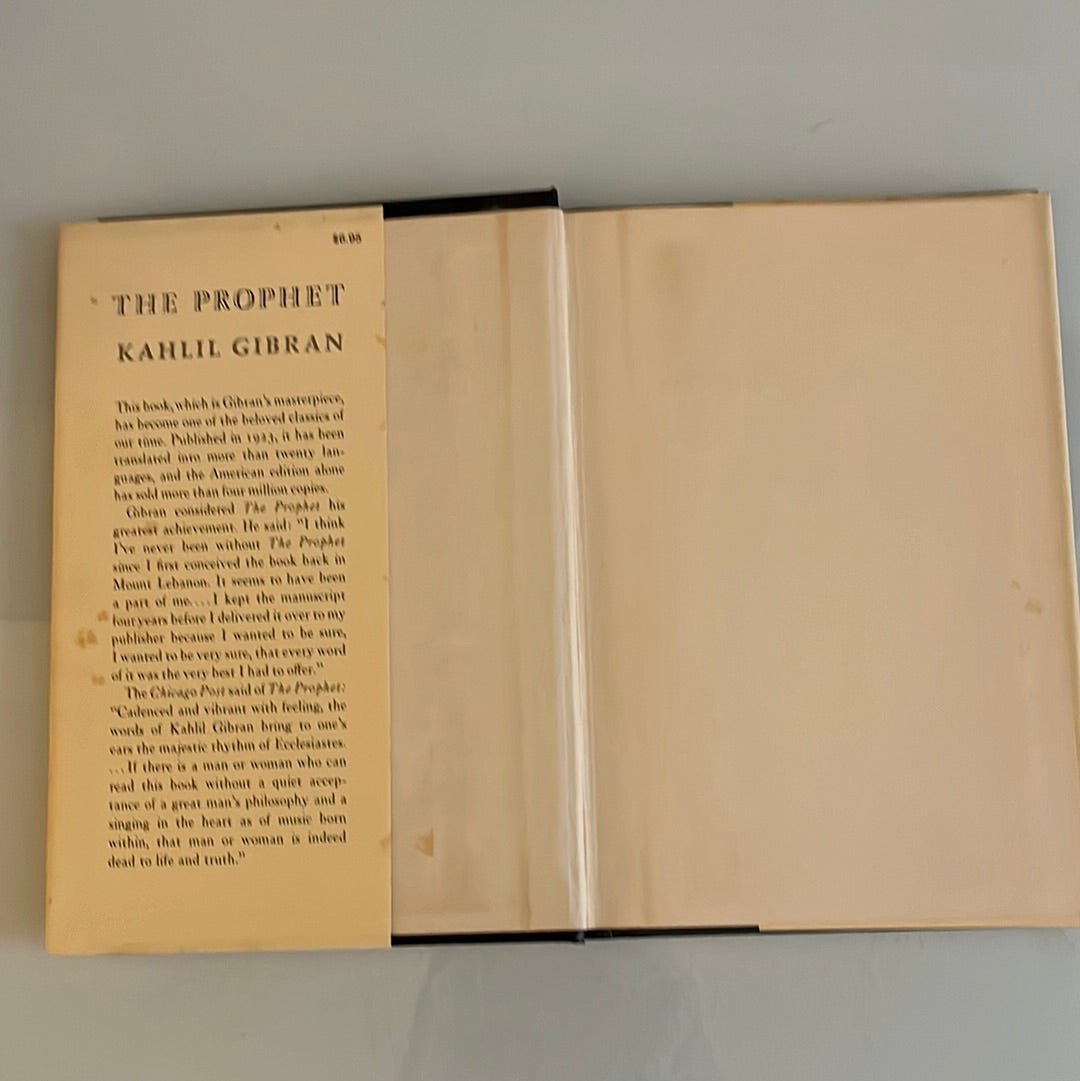 $6.95
THE PROPHET
KAHLIL GIBRAN
This book, which is Gibran's masterpiece,
has become one of the beloved classics of
our time. Published in 1923, it has been
translated into more than twenty lan-
guages, and the American edition alone
has sold more than four million copies.
Gibran considered The Prophet his
greatest achievement. He said: "I think
I've never been without The Prophet
since I first conceived the book back in
Mount Lebanon. It seems to have been
a part of me.... I kept the manuscript
four years before I delivered it over to my
publisher because I wanted to be sure,
I wanted to be very sure, that every word
of it was the very best I had to offer."
The Chicago Post said of The Prophet:
"Cadenced and vibrant with feeling, the
words of Kahlil Gibran bring to one's
ears the majestic rhythm of Ecclesiastes.
... If there is a man or woman who can
read this book without a quiet accep-
tance of a great man's philosophy and a
singing in the heart as of music born
within, that man or woman is indeed
dead to life and truth."